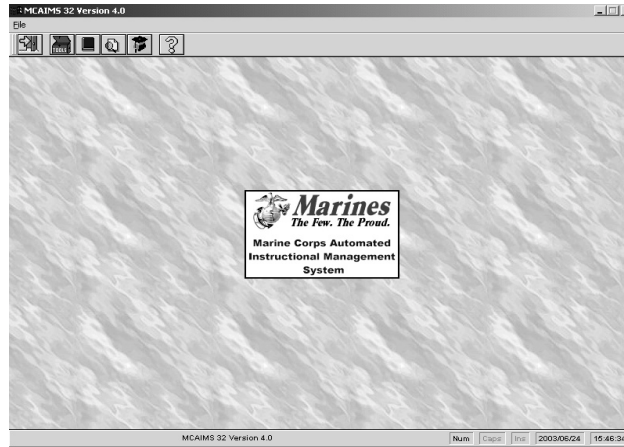 MCAIMS 32 Version 4.0
File
TOOLS
Marines
The Few. The Proud.
Marine Corps Automated
Instructional Management
System
MCAIMS 32 Version 4.0 Num Caps Ins 2003/06/24